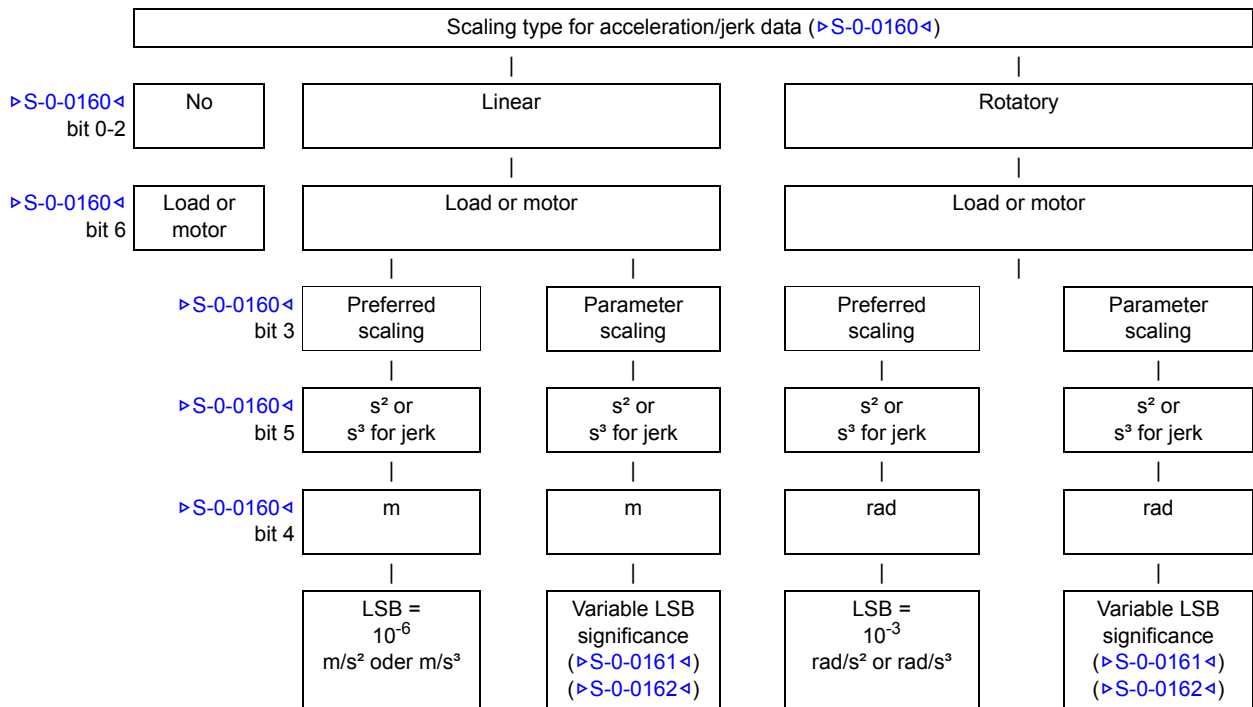 Scaling type for acceleration/jerk data (▹S-0-0160◃)
|
|
▹S-0-0160◃
bit 0-2
No
Linear
Rotatory
|
|
▹S-0-0160◃
bit 6
Load or
motor
Load or motor
Load or motor
|
|
|
▹S-0-0160◃
bit 3
Preferred
scaling
Parameter
scaling
Preferred
scaling
Parameter
scaling
|
|
|
|
▹S-0-0160◃
bit 5
s² or
s³ for jerk
s² or
s³ for jerk
s² or
s³ for jerk
s² or
s³ for jerk
|
|
|
|
▹S-0-0160◃
bit 4
m
m
rad
rad
|
|
|
|
LSB =
10⁻⁶
m/s² oder m/s³
Variable LSB
significance
(▹S-0-0161◃)
(▹S-0-0162◃)
LSB =
10⁻³
rad/s² or rad/s³
Variable LSB
significance
(▹S-0-0161◃)
(▹S-0-0162◃)